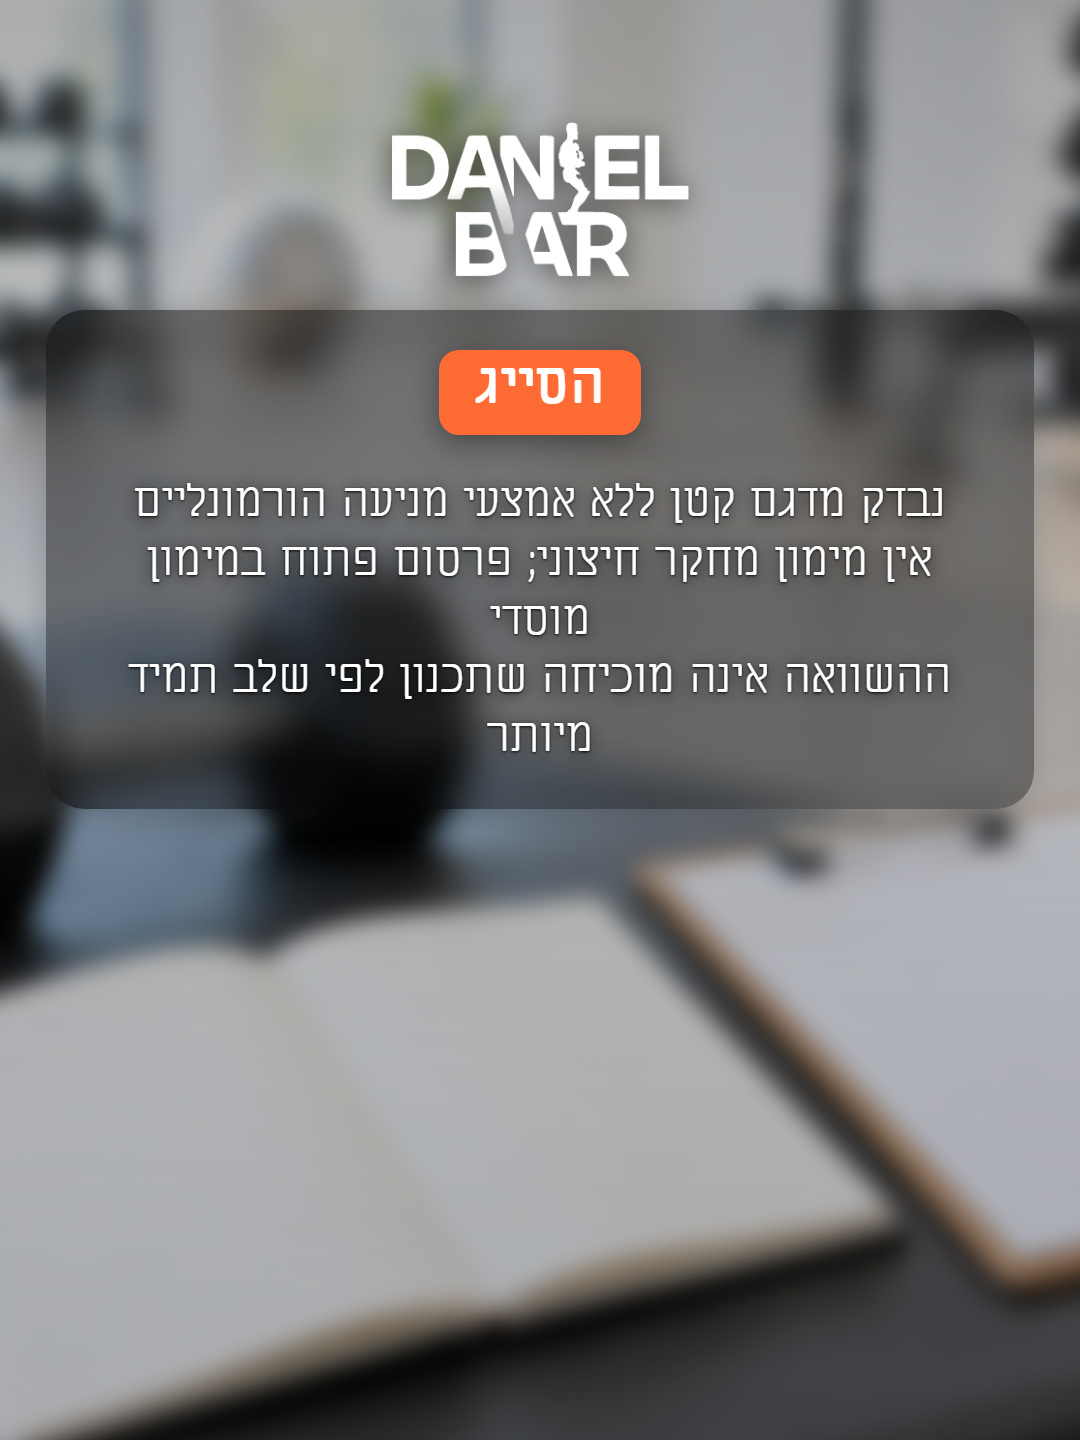 DANIEL
BAR
הסייג
נבדק מדגם קטן ללא אמצעי מניעה הורמונליים
אין מימון מחקר חיצוני; פרסום פתוח במימון
מוסדי
ההשוואה אינה מוכיחה שתכנון לפי שלב תמיד
מיותר